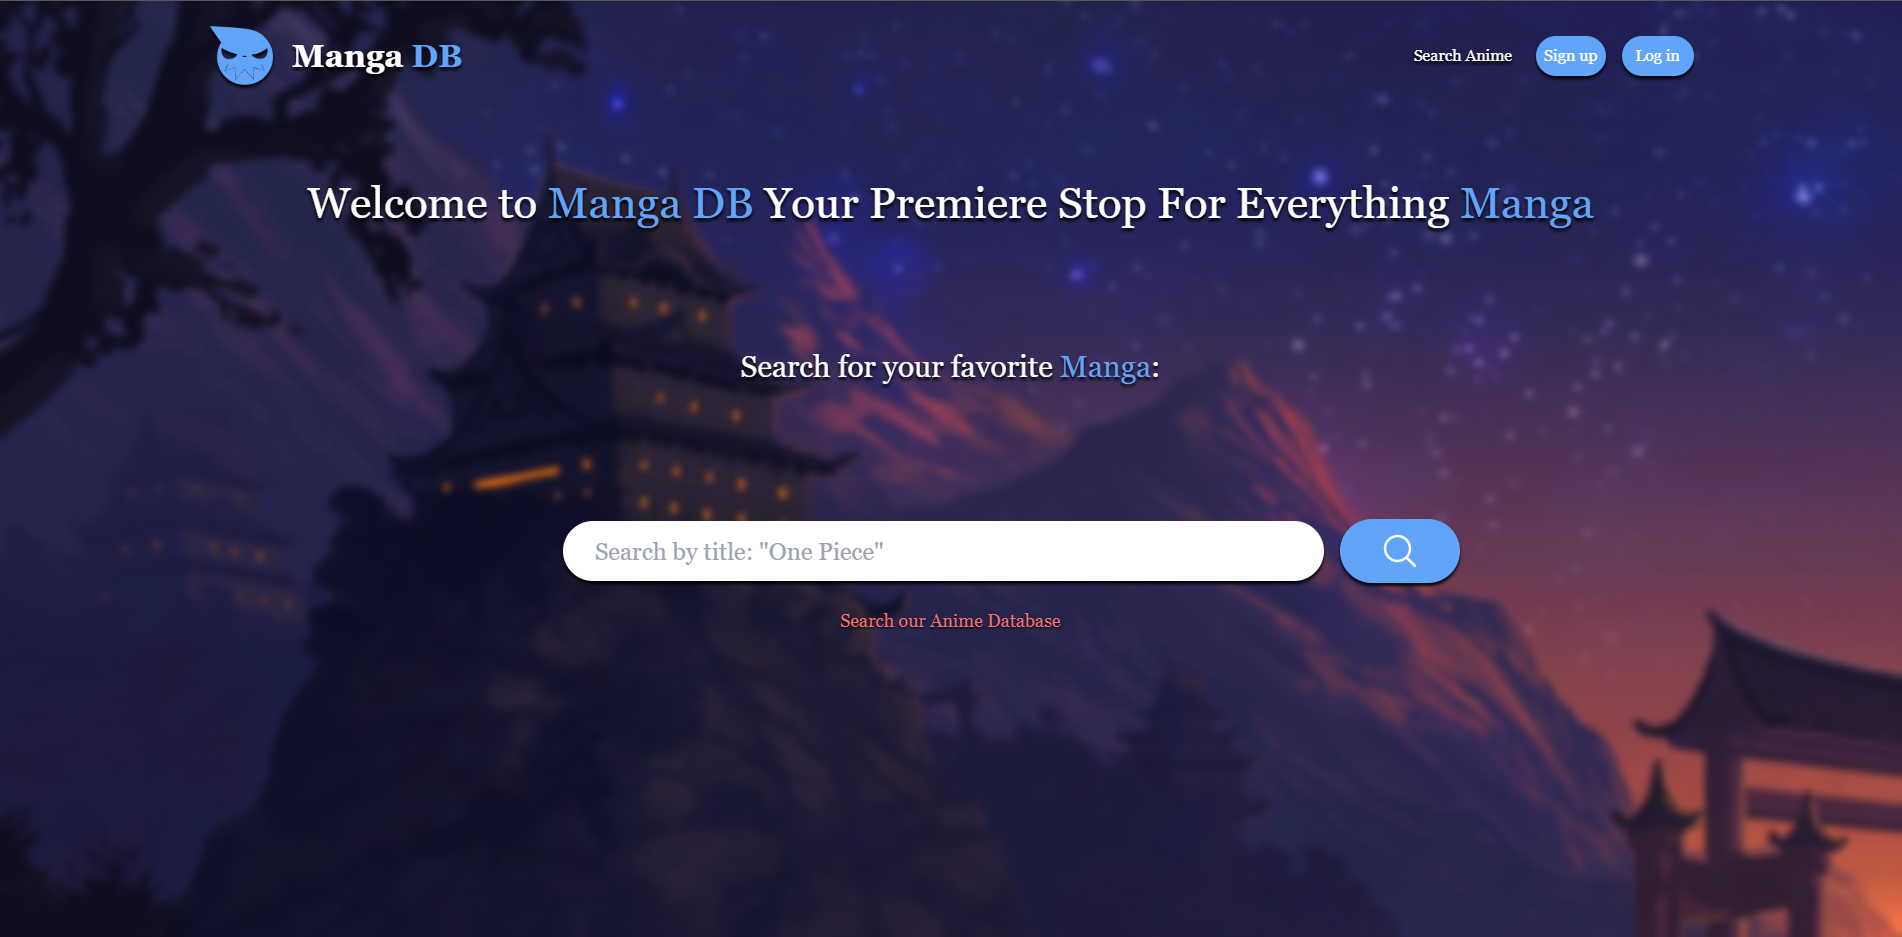 Manga DB
Search Anime
Sign up
Log in
Welcome to Manga DB Your Premiere Stop For Everything Manga
Search for your favorite Manga:
Search by title: "One Piece"
Search our Anime Database